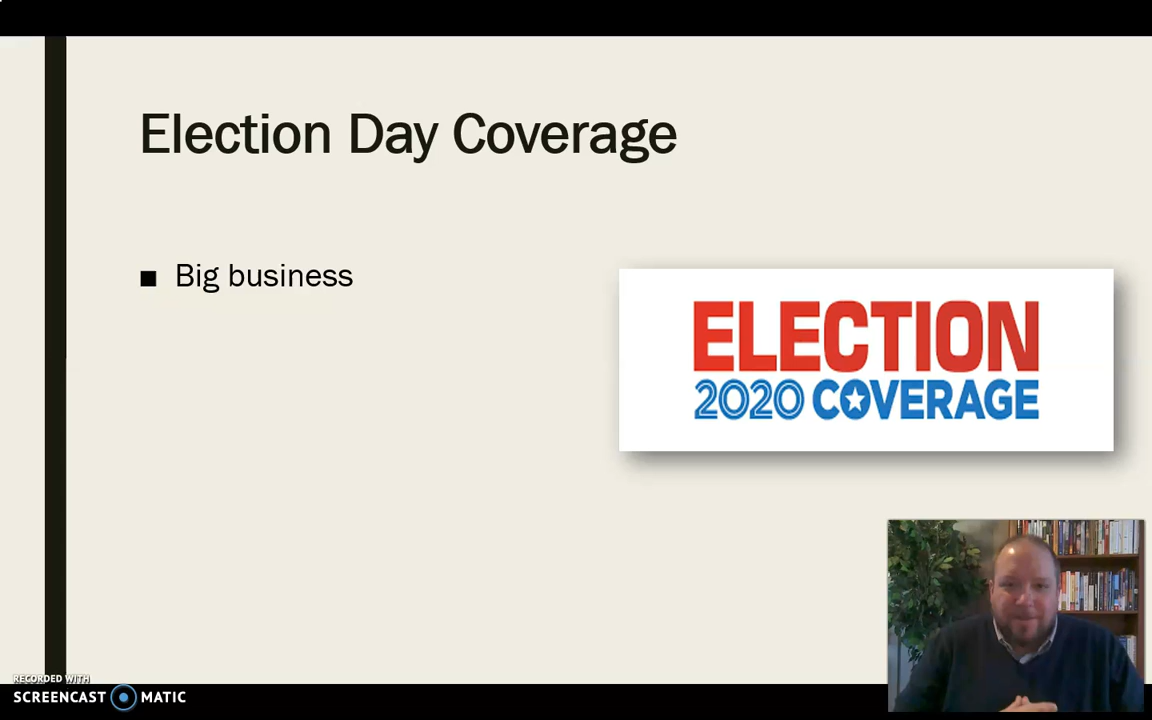 Election Day Coverage
■ Big business
ELECTION
2020 COVERAGE
RECORDED WITH
SCREENCAST MATIC